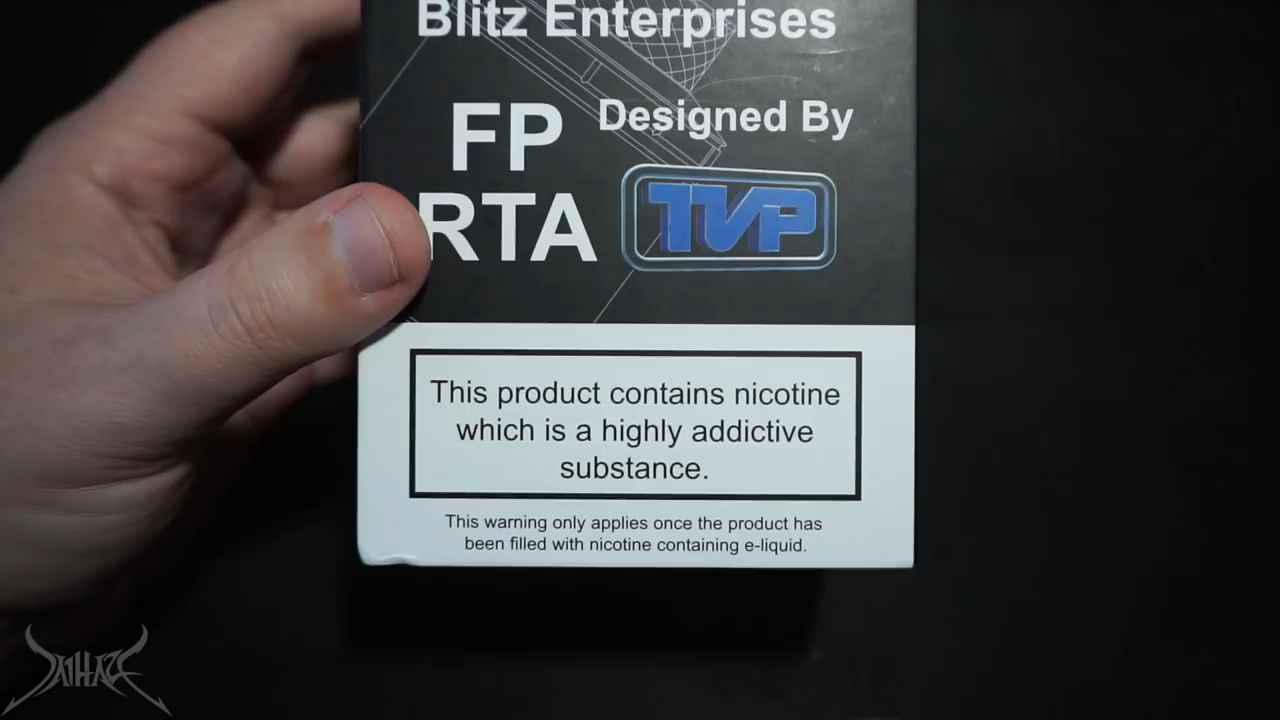 Blitz Enterprises
FP
RTA
Designed By
TVP
This product contains nicotine
which is a highly addictive
substance.
This warning only applies once the product has
been filled with nicotine containing e-liquid.
DAIHAZE